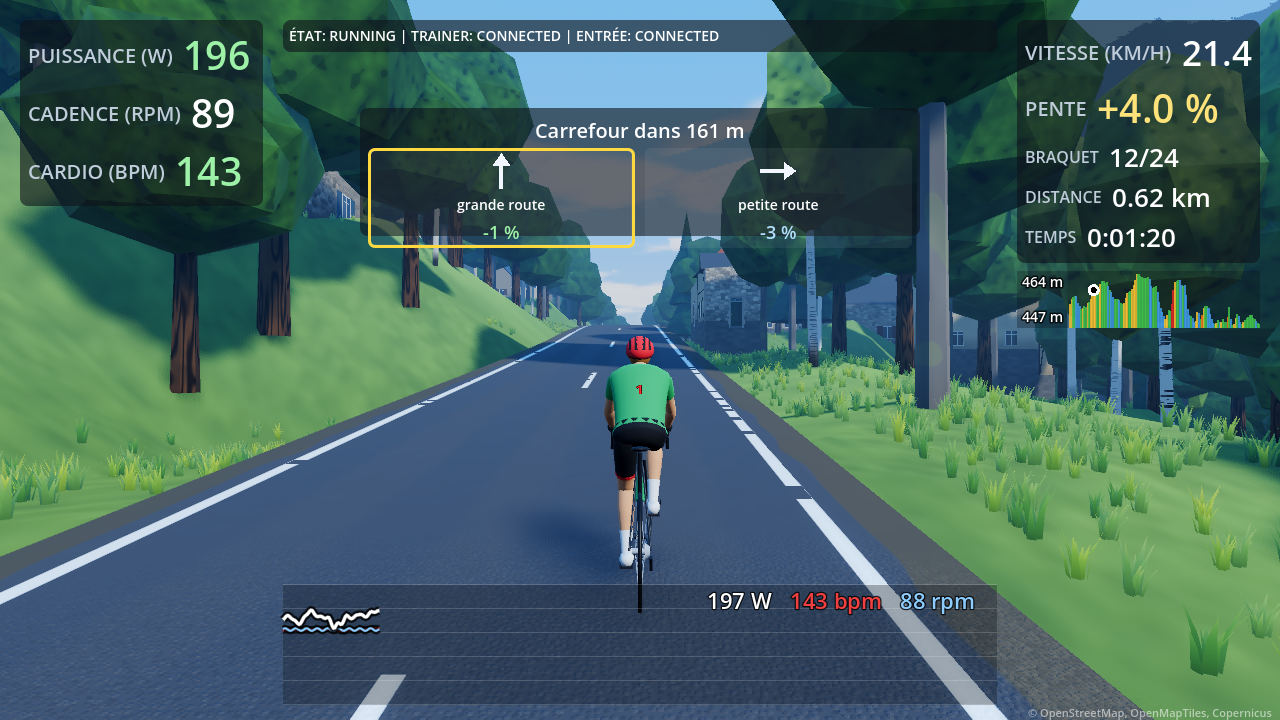 PUISSANCE (W) 196
CADENCE (RPM) 89
CARDIO (BPM) 143
ÉTAT: RUNNING | TRAINER: CONNECTED | ENTRÉE: CONNECTED
Carrefour dans 161 m
grande route
-1 %
petite route
-3 %
VITESSE (KM/H) 21.4
PENTE +4.0 %
BRAQUET 12/24
DISTANCE 0.62 km
TEMPS 0:01:20
464 m
447 m
1
197 W 143 bpm 88 rpm
© OpenStreetMap, OpenMapTiles, Copernicus